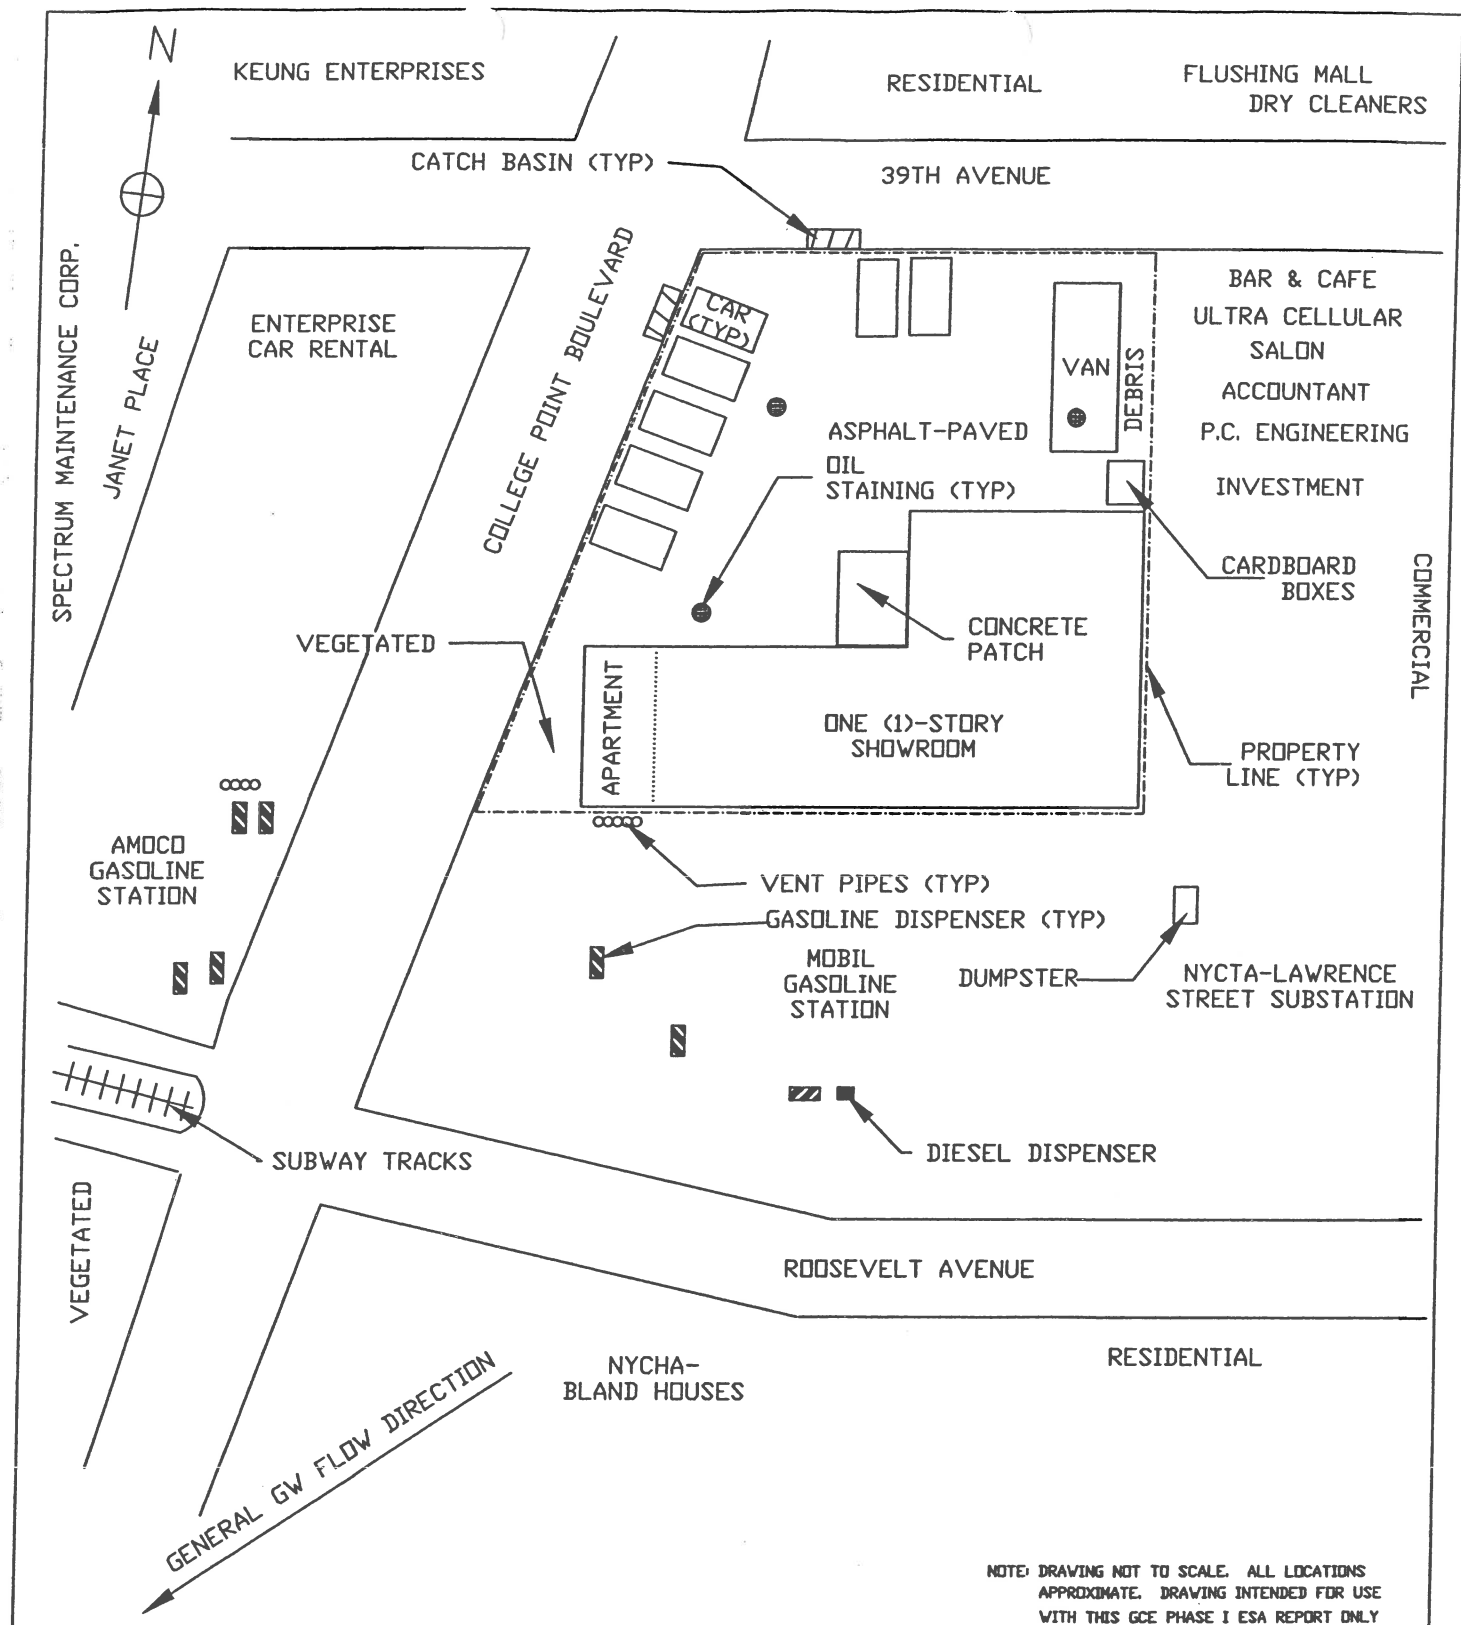 N
KEUNG ENTERPRISES
RESIDENTIAL
FLUSHING MALL
DRY CLEANERS
CATCH BASIN (TYP)
39TH AVENUE
SPECTRUM MAINTENANCE CORP.
JANET PLACE
ENTERPRISE
CAR RENTAL
COLLEGE POINT BOULEVARD
CAR
(TYP)
VAN
DEBRIS
BAR & CAFE
ULTRA CELLULAR
SALON
ACCOUNTANT
P.C. ENGINEERING
INVESTMENT
ASPHALT-PAVED
OIL
STAINING (TYP)
CARDBOARD
BOXES
COMMERCIAL
CONCRETE
PATCH
VEGETATED
APARTMENT
ONE (1)-STORY
SHOWROOM
PROPERTY
LINE (TYP)
AMOCO
GASOLINE
STATION
VENT PIPES (TYP)
GASOLINE DISPENSER (TYP)
MOBIL
GASOLINE
STATION
DUMPSTER
NYCTA-LAWRENCE
STREET SUBSTATION
SUBWAY TRACKS
DIESEL DISPENSER
VEGETATED
ROOSEVELT AVENUE
NYCHA-
BLAND HOUSES
RESIDENTIAL
GENERAL GW FLOW DIRECTION
NOTE: DRAWING NOT TO SCALE. ALL LOCATIONS
APPROXIMATE. DRAWING INTENDED FOR USE
WITH THIS GCE PHASE I ESA REPORT ONLY